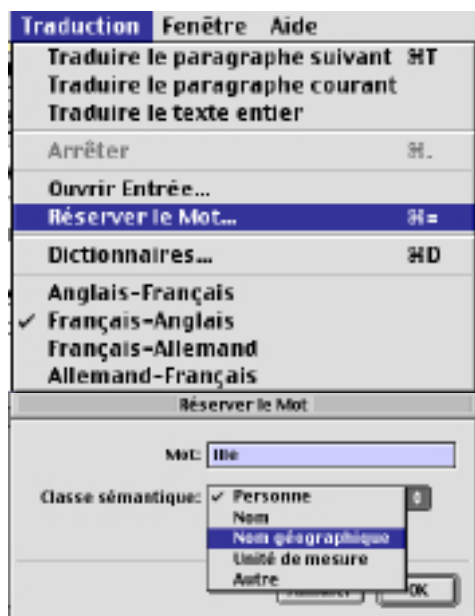 Traduction Fenêtre Aide
Traduire le paragraphe suivant ⌘T
Traduire le paragraphe courant
Traduire le texte entier
Arrêter ⌘.
Ouvrir Entrée...
Réserver le Mot... ⌘=
Dictionnaires... ⌘D
Anglais-Français
✓ Français-Anglais
Français-Allemand
Allemand-Français
Réserver le Mot
Mot:
Classe sémantique: ✓ Personne
Nom
Nom géographique
Unité de mesure
Autre
OK